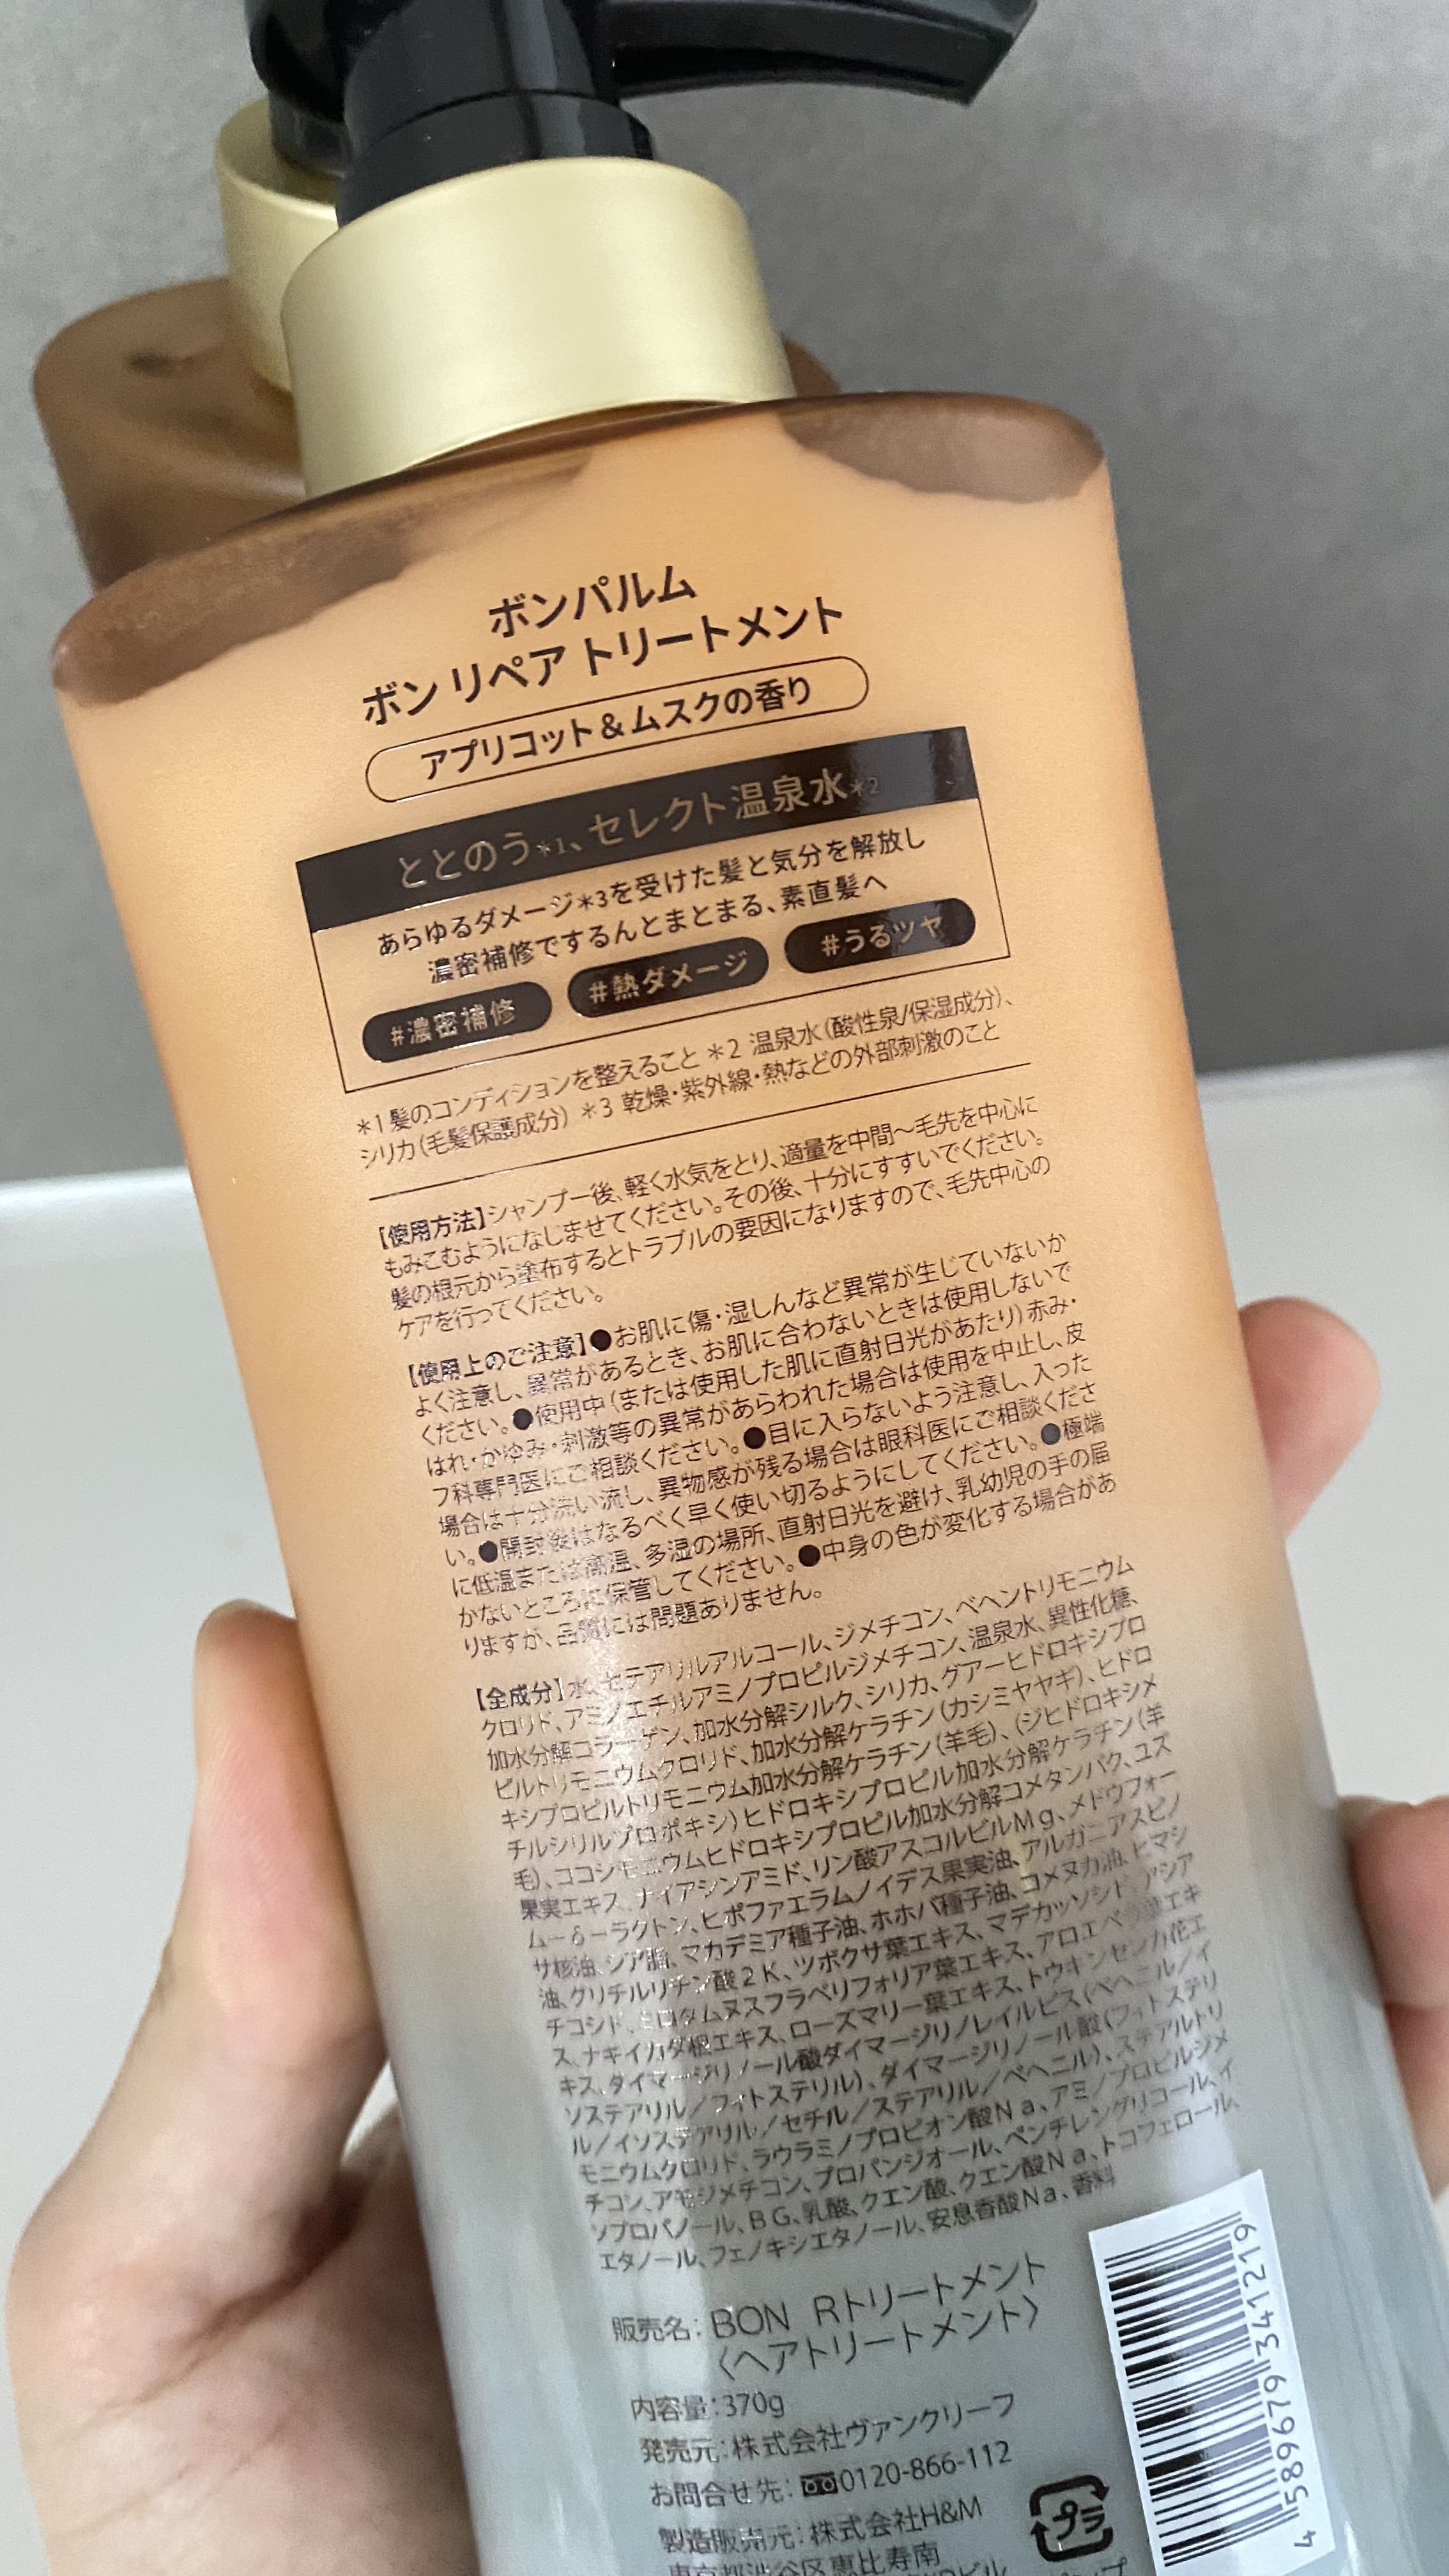 ボンパルム
ボン リペア トリートメント
アプリコット&ムスクの香り
ととのう*1、セレクト温泉水*2
あらゆるダメージ*3を受けた髪と気分を解放し
濃密補修でするんとまとまる、素直髪へ
#濃密補修 #熱ダメージ #うるツヤ
*1 髪のコンディションを整えること *2 温泉水(酸性泉/保湿成分)、
シリカ(毛髪保護成分) *3 乾燥・紫外線・熱などの外部刺激のこと
【使用方法】シャンプー後、軽く水気をとり、適量を中間～毛先を中心に
もみこむようになじませてください。その後、十分にすすいでください。
髪の根元から塗布するとトラブルの要因になりますので、毛先中心の
ケアを行ってください。
【使用上のご注意】●お肌に傷・湿しんなど異常が生じていないか
よく注意し、異常があるとき、お肌に合わないときは使用しないで
ください。●使用中(または使用した肌に直射日光があたり)赤み・
はれ・かゆみ・刺激等の異常があらわれた場合は使用を中止し、皮
フ科専門医にご相談ください。●目に入らないよう注意し、入った
場合は十分洗い流し、異物感が残る場合は眼科医にご相談くださ
い。●開封後はなるべく早く使い切るようにしてください。●極端
に低温または高温、多湿の場所、直射日光を避け、乳幼児の手の届
かないところに保管してください。●中身の色が変化する場合があ
りますが、品質には問題ありません。
【全成分】水、セテアリルアルコール、ジメチコン、ベヘントリモニウム
クロリド、アミノエチルアミノプロピルジメチコン、温泉水、異性化糖、
加水分解コラーゲン、加水分解シルク、シリカ、グアーヒドロキシプロ
ピルトリモニウムクロリド、加水分解ケラチン(カシミヤヤギ)、ヒドロ
キシプロピルトリモニウム加水分解ケラチン(羊毛)、(ジヒドロキシメ
チルシリルプロポキシ)ヒドロキシプロピル加水分解ケラチン(羊
毛)、ココジモニウムヒドロキシプロピル加水分解コメタンパク、ユズ
果実エキス、ナイアシンアミド、リン酸アスコルビルMg、メドウフォー
ム－δ－ラクトン、ヒポファエラムノイデス果実油、アルガニアスピノ
サ核油、シア脂、マカデミア種子油、ホホバ種子油、コメヌカ油、ヒマシ
油、グリチルリチン酸2K、ツボクサ葉エキス、マデカッソシド、アシア
チコシド、ミロタムヌスフラベリフォリア葉エキス、アロエベラ葉エキ
ス、ナギイカダ根エキス、ローズマリー葉エキス、トウキンセンカ花エ
キス、ダイマージリノール酸ダイマージリノレイルビス(ベヘニル／イ
ソステアリル／フィトステリル)、ダイマージリノール酸(フィトステリ
ル／イソステアリル／セチル／ステアリル／ベヘニル)、ステアルトリ
モニウムクロリド、ラウラミノプロピオン酸Na、アミノプロピルジメ
チコン、アモジメチコン、プロパンジオール、ペンチレングリコール、イ
ソプロパノール、BG、乳酸、クエン酸、クエン酸Na、トコフェロール、
エタノール、フェノキシエタノール、安息香酸Na、香料
販売名：BON Rトリートメント
〈ヘアトリートメント〉
内容量：370g
発売元：株式会社ヴァンクリーフ
お問合せ先：0120-866-112
製造販売元：株式会社H&M
東京都渋谷区恵比寿南
プラ
4 589679 341219